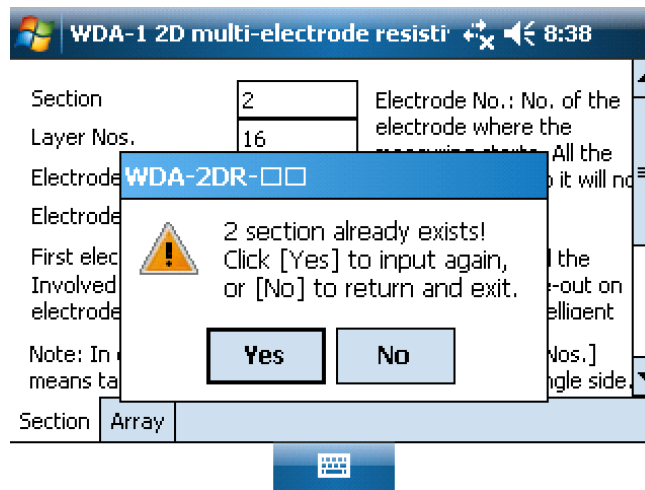 WDA-1 2D multi-electrode resisti 8:38
Section 2 Electrode No.: No. of the
Layer Nos. 16 electrode where the
All the
Electrode it will no
WDA-2DR-□□
Electrode
2 section already exists!
Click [Yes] to input again,
or [No] to return and exit.
First elec the
Involved -out on
electrode
Yes No
Note: In Nos.]
means ta ngle side.
Section Array